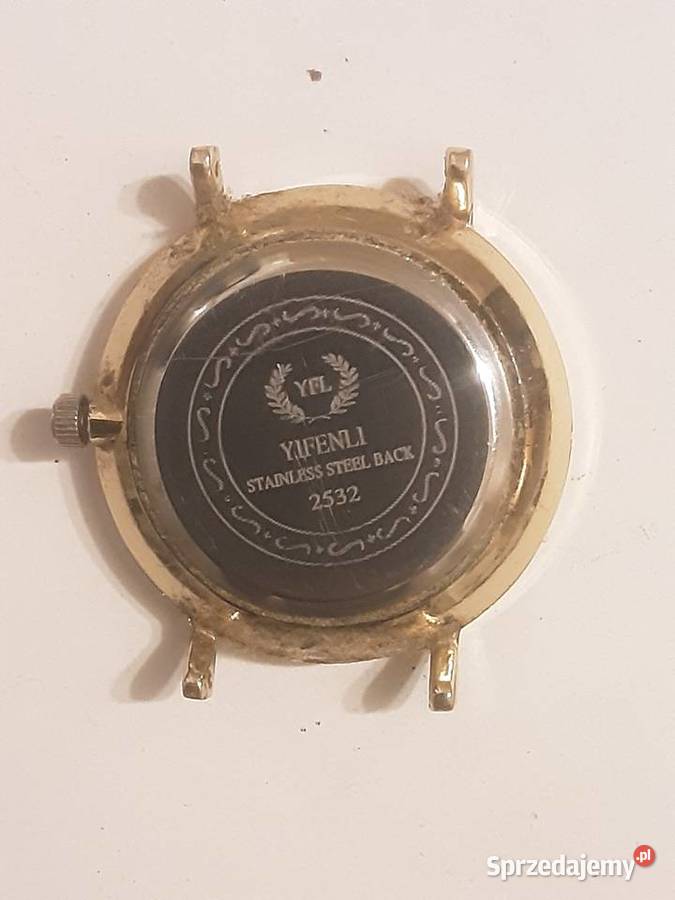 YFL
YIFENLI
STAINLESS STEEL BACK
2532
Sprzedajemy.pl